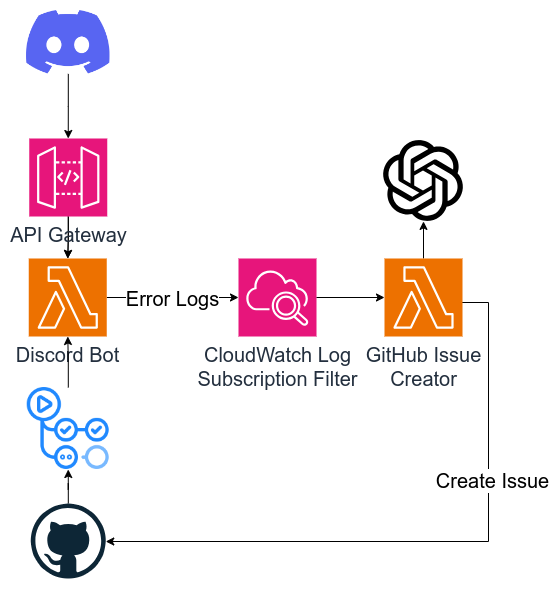 API Gateway
Error Logs
Discord Bot
CloudWatch Log
Subscription Filter
GitHub Issue
Creator
Create Issue